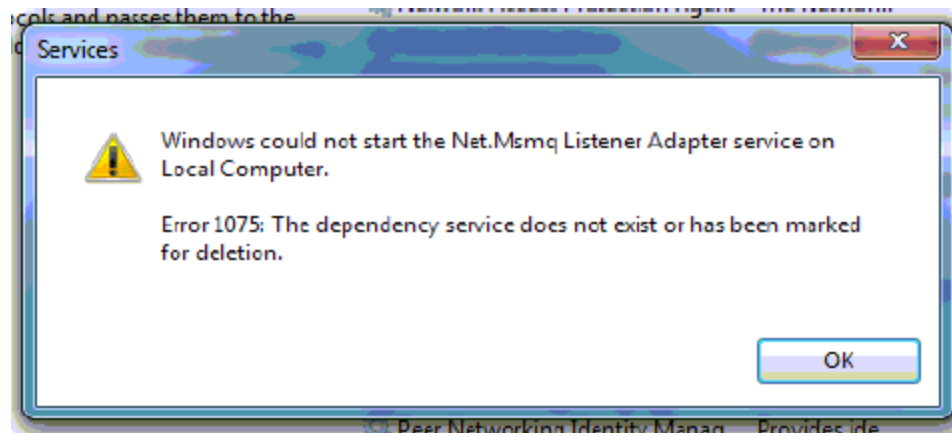 cols and passes them to the
Services
x
Windows could not start the Net.Msmq Listener Adapter service on
Local Computer.
Error 1075: The dependency service does not exist or has been marked
for deletion.
OK
Peer Networking Identity Manag... Provides ide